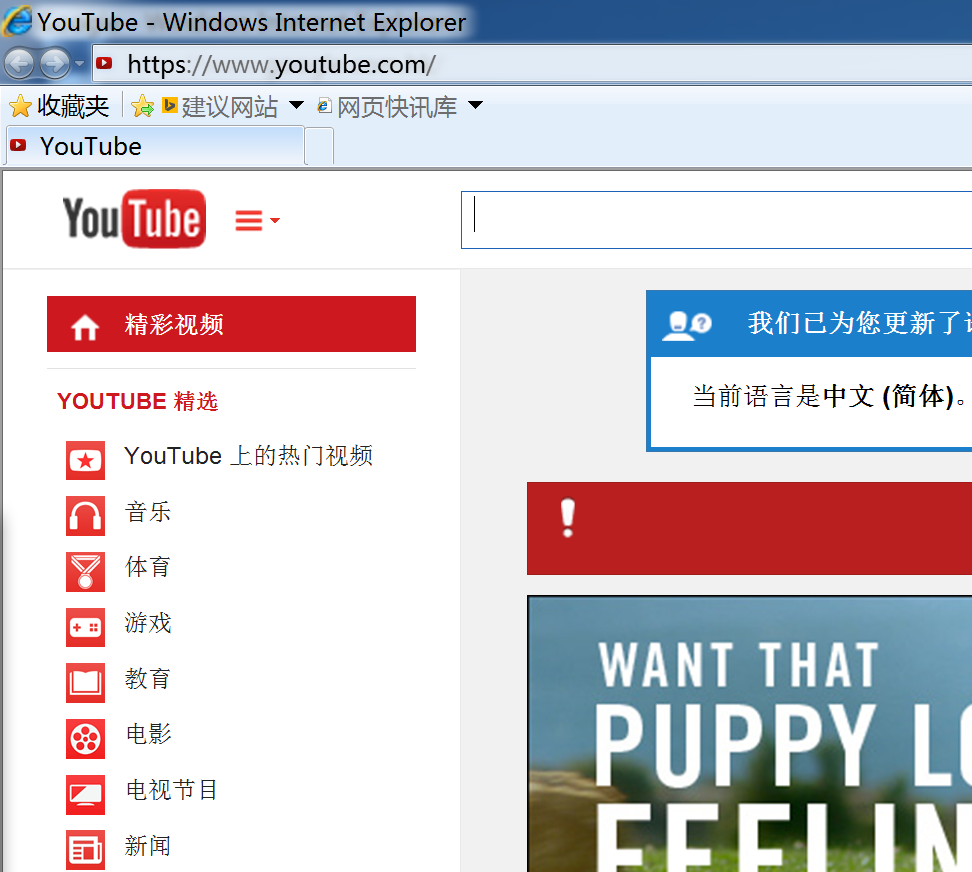 YouTube - Windows Internet Explorer
https://www.youtube.com/
收藏夹 建议网站 网页快讯库
YouTube
YouTube
精彩视频
我们已为您更新了
当前语言是中文 (简体)。
YOUTUBE 精选
YouTube 上的热门视频
音乐
体育
游戏
教育
电影
电视节目
新闻
WANT THAT
PUPPY LO
FEELIN